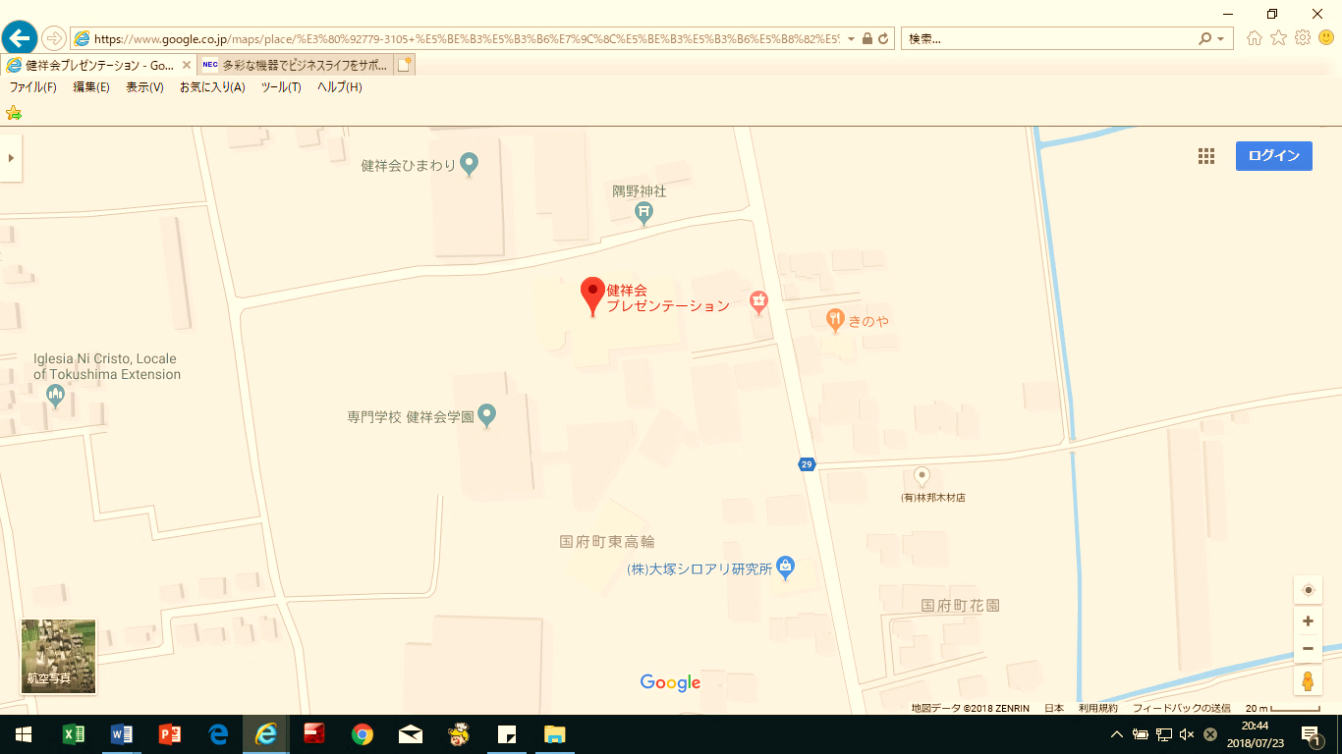 https://www.google.co.jp/maps/place/%E3%80%92779-3105+%E5%BE%B3%E5%B3%B6%E7%9C%8C%E5%BE%B3%E5%B3%B6%E5%B8%82%E5%
検索...
健祥会プレゼンテーション - Go...
NEC 多彩な機器でビジネスライフをサポ...
ファイル(F) 編集(E) 表示(V) お気に入り(A) ツール(T) ヘルプ(H)
ログイン
健祥会ひまわり
隅野神社
健祥会
プレゼンテーション
きのや
Iglesia Ni Cristo, Locale
of Tokushima Extension
専門学校 健祥会学園
29
(有)林邦木材店
国府町東高輪
(株)大塚シロアリ研究所
国府町花園
航空写真
Google
地図データ ©2018 ZENRIN 日本 利用規約 フィードバックの送信 20 m
20:44
2018/07/23
1